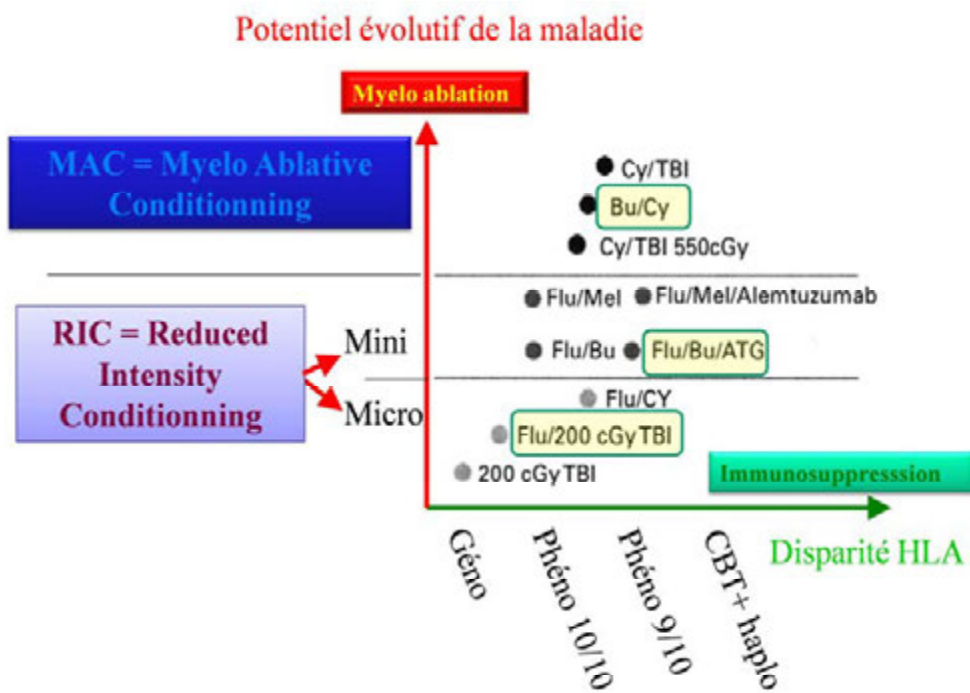 Potentiel évolutif de la maladie
Myelo ablation
MAC = Myelo Ablative
Conditionning
Cy/TBI
Bu/Cy
Cy/TBI 550cGy
RIC = Reduced
Intensity
Conditionning
Mini
Micro
Flu/Mel
Flu/Mel/Alemtuzumab
Flu/Bu
Flu/Bu/ATG
Flu/CY
Flu/200 cGy TBI
200 cGy TBI
Immunosuppresssion
Disparité HLA
Géno
Phéno 10/10
Phéno 9/10
CBT+ haplo